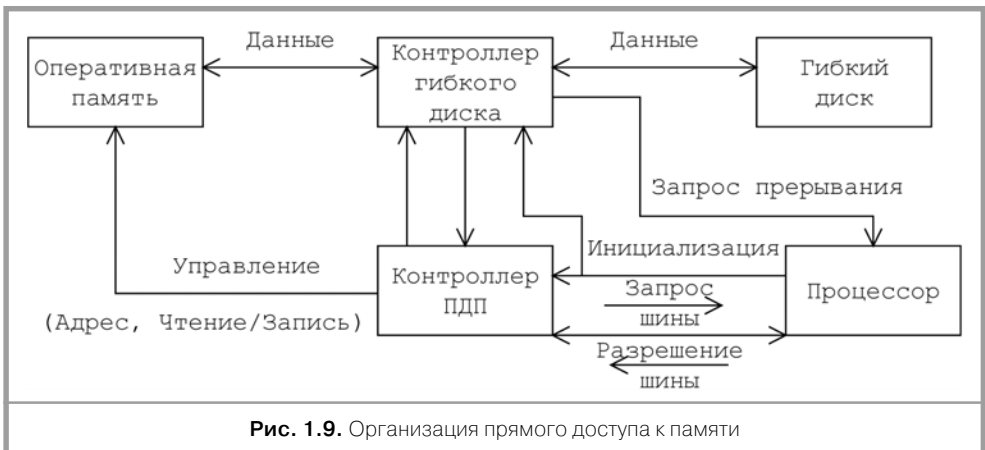 Данные
Данные
Оперативная
память
Контроллер
гибкого
диска
Гибкий
диск
Запрос прерывания
Управление
(Адрес, Чтение/Запись)
Контроллер
ПДП
Инициализация
Запрос
шины
Разрешение
шины
Процессор
Рис. 1.9. Организация прямого доступа к памяти